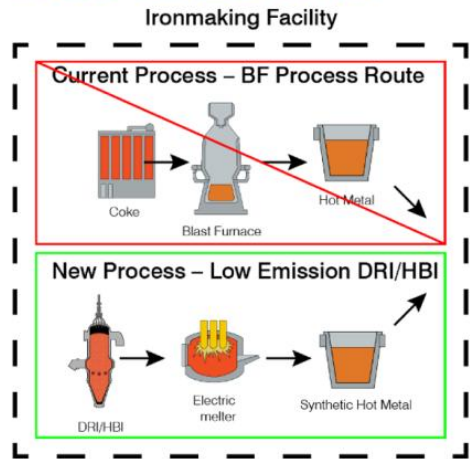 Ironmaking Facility
Current Process – BF Process Route
Coke
Blast Furnace
Hot Metal
New Process – Low Emission DRI/HBI
DRI/HBI
Electric
melter
Synthetic Hot Metal